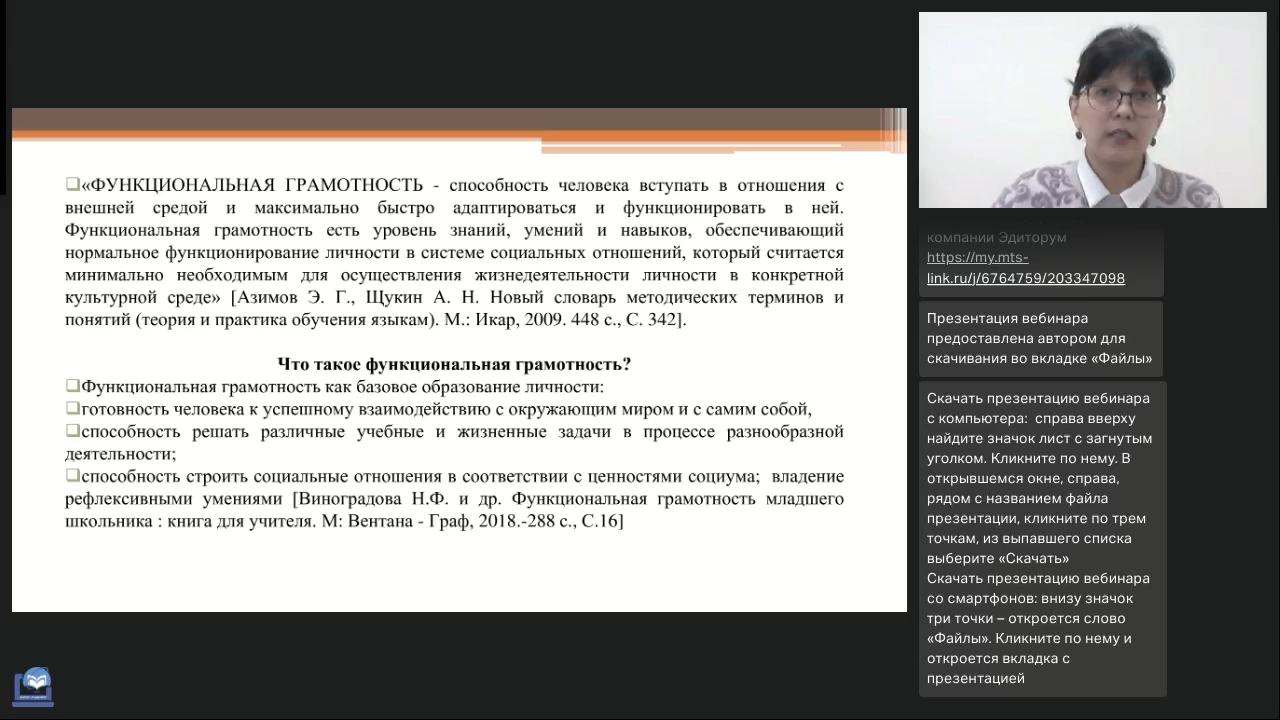 «ФУНКЦИОНАЛЬНАЯ ГРАМОТНОСТЬ - способность человека вступать в отношения с
внешней средой и максимально быстро адаптироваться и функционировать в ней.
Функциональная грамотность есть уровень знаний, умений и навыков, обеспечивающий
нормальное функционирование личности в системе социальных отношений, который считается
минимально необходимым для осуществления жизнедеятельности личности в конкретной
культурной среде» [Азимов Э. Г., Щукин А. Н. Новый словарь методических терминов и
понятий (теория и практика обучения языкам). М.: Икар, 2009. 448 с., С. 342].
Что такое функциональная грамотность?
Функциональная грамотность как базовое образование личности:
готовность человека к успешному взаимодействию с окружающим миром и с самим собой,
способность решать различные учебные и жизненные задачи в процессе разнообразной
деятельности;
способность строить социальные отношения в соответствии с ценностями социума; владение
рефлексивными умениями [Виноградова Н.Ф. и др. Функциональная грамотность младшего
школьника : книга для учителя. М: Вентана - Граф, 2018.-288 с., С.16]
компании Эдиторум
https://my.mts-
link.ru/j/6764759/203347098
Презентация вебинара
предоставлена автором для
скачивания во вкладке «Файлы»
Скачать презентацию вебинара
с компьютера: справа вверху
найдите значок лист с загнутым
уголком. Кликните по нему. В
открывшемся окне, справа,
рядом с названием файла
презентации, кликните по трем
точкам, из выпавшего списка
выберите «Скачать»
Скачать презентацию вебинара
со смартфонов: внизу значок
три точки – откроется слово
«Файлы». Кликните по нему и
откроется вкладка с
презентацией